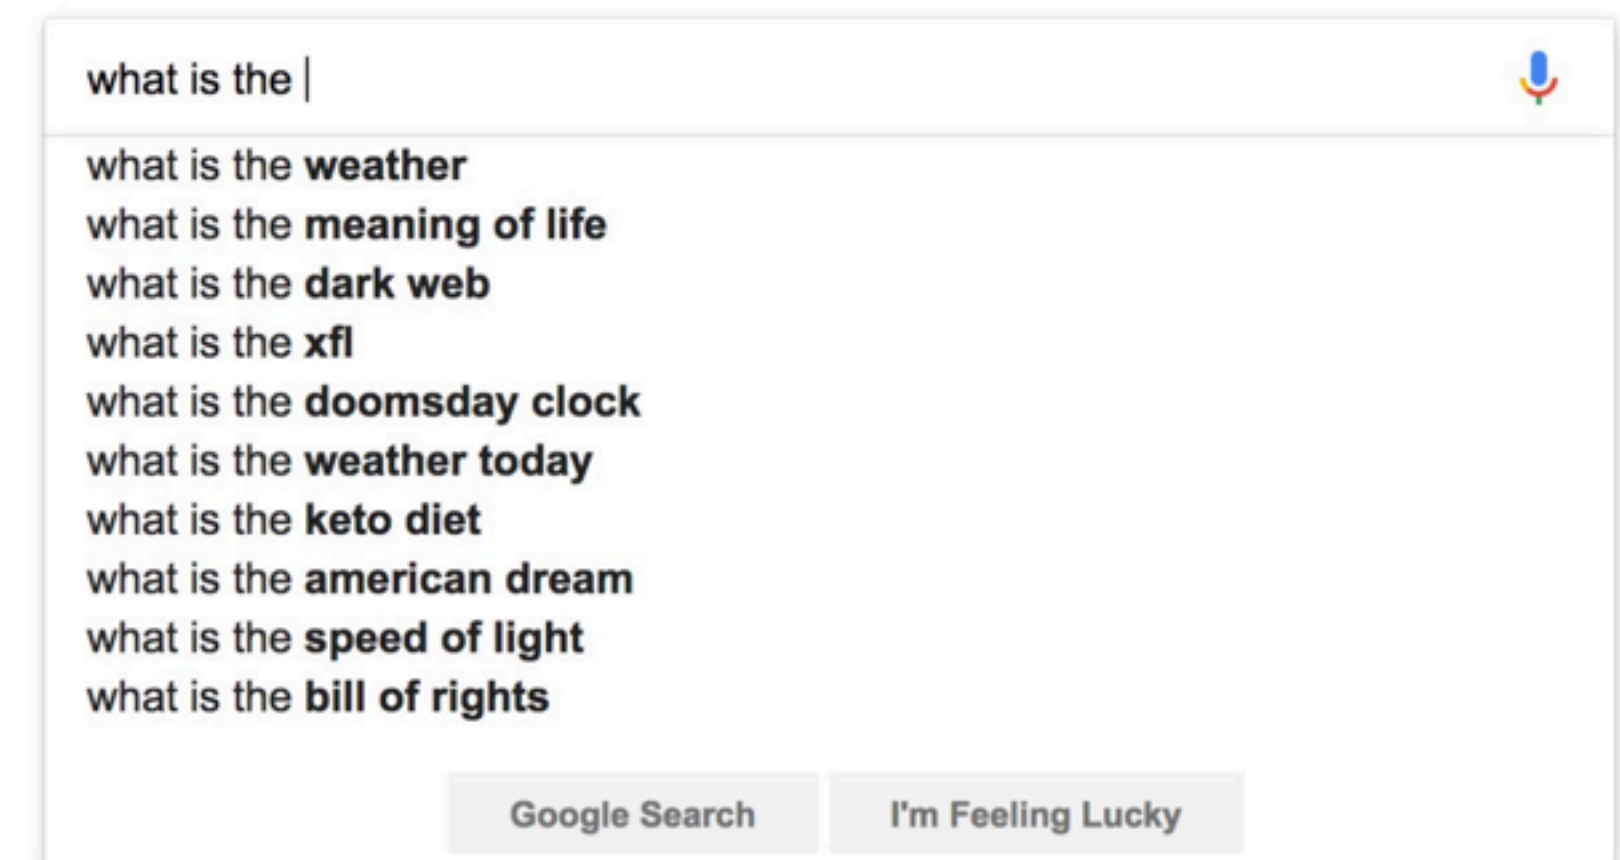 what is the
what is the weather
what is the meaning of life
what is the dark web
what is the xfl
what is the doomsday clock
what is the weather today
what is the keto diet
what is the american dream
what is the speed of light
what is the bill of rights
Google Search
I'm Feeling Lucky